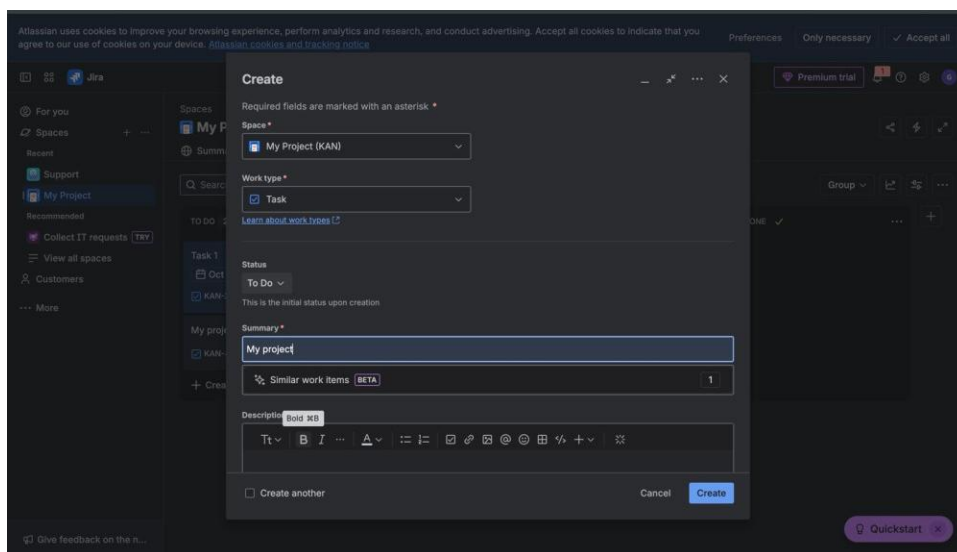 Atlassian uses cookies to improve your browsing experience, perform analytics and research, and conduct advertising. Accept all cookies to indicate that you
agree to our use of cookies on your device. Atlassian cookies and tracking notice
Preferences
Only necessary
Accept all
Jira
Premium trial
1
6
For you
Spaces
Recent
Support
My Project
Recommended
Collect IT requests TRY
View all spaces
Customers
More
Give feedback on the n...
Spaces
My P
Summ
Searc
Group
TO DO 2
Task 1
Oct
KAN-
My proje
KAN-
+ Crea
ONE
Create
Required fields are marked with an asterisk *
Space *
My Project (KAN)
Work type *
Task
Learn about work types
Status
To Do
This is the initial status upon creation
Summary *
My project
Similar work items BETA
1
Description
Bold ⌘B
Tt
B I ... A
Create another
Cancel
Create
Quickstart